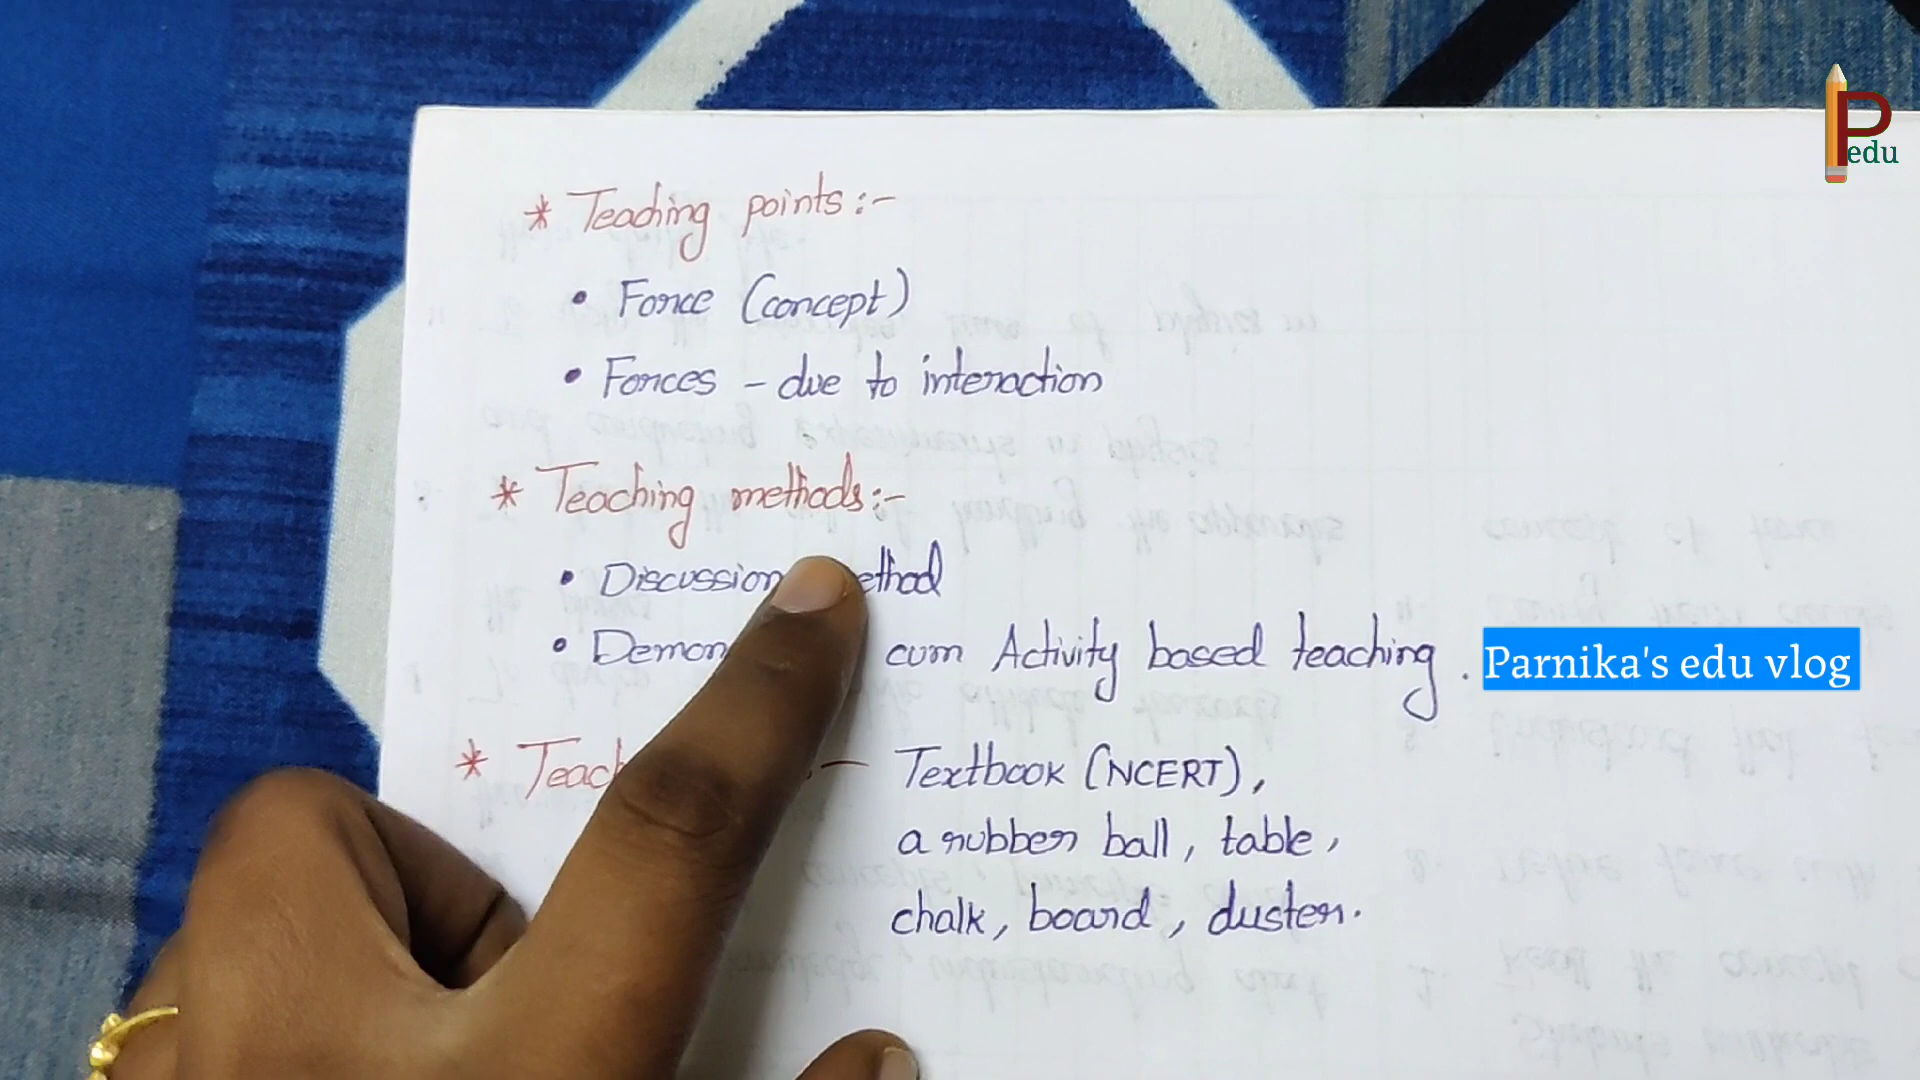 P
edu
* Teaching points:-
• Force (concept)
• Forces - due to interaction
* Teaching methods:-
• Discussion ethod
• Demon cum Activity based teaching.
Parnika's edu vlog
* Teach :- Textbook (NCERT),
a rubber ball, table,
chalk, board, duster.